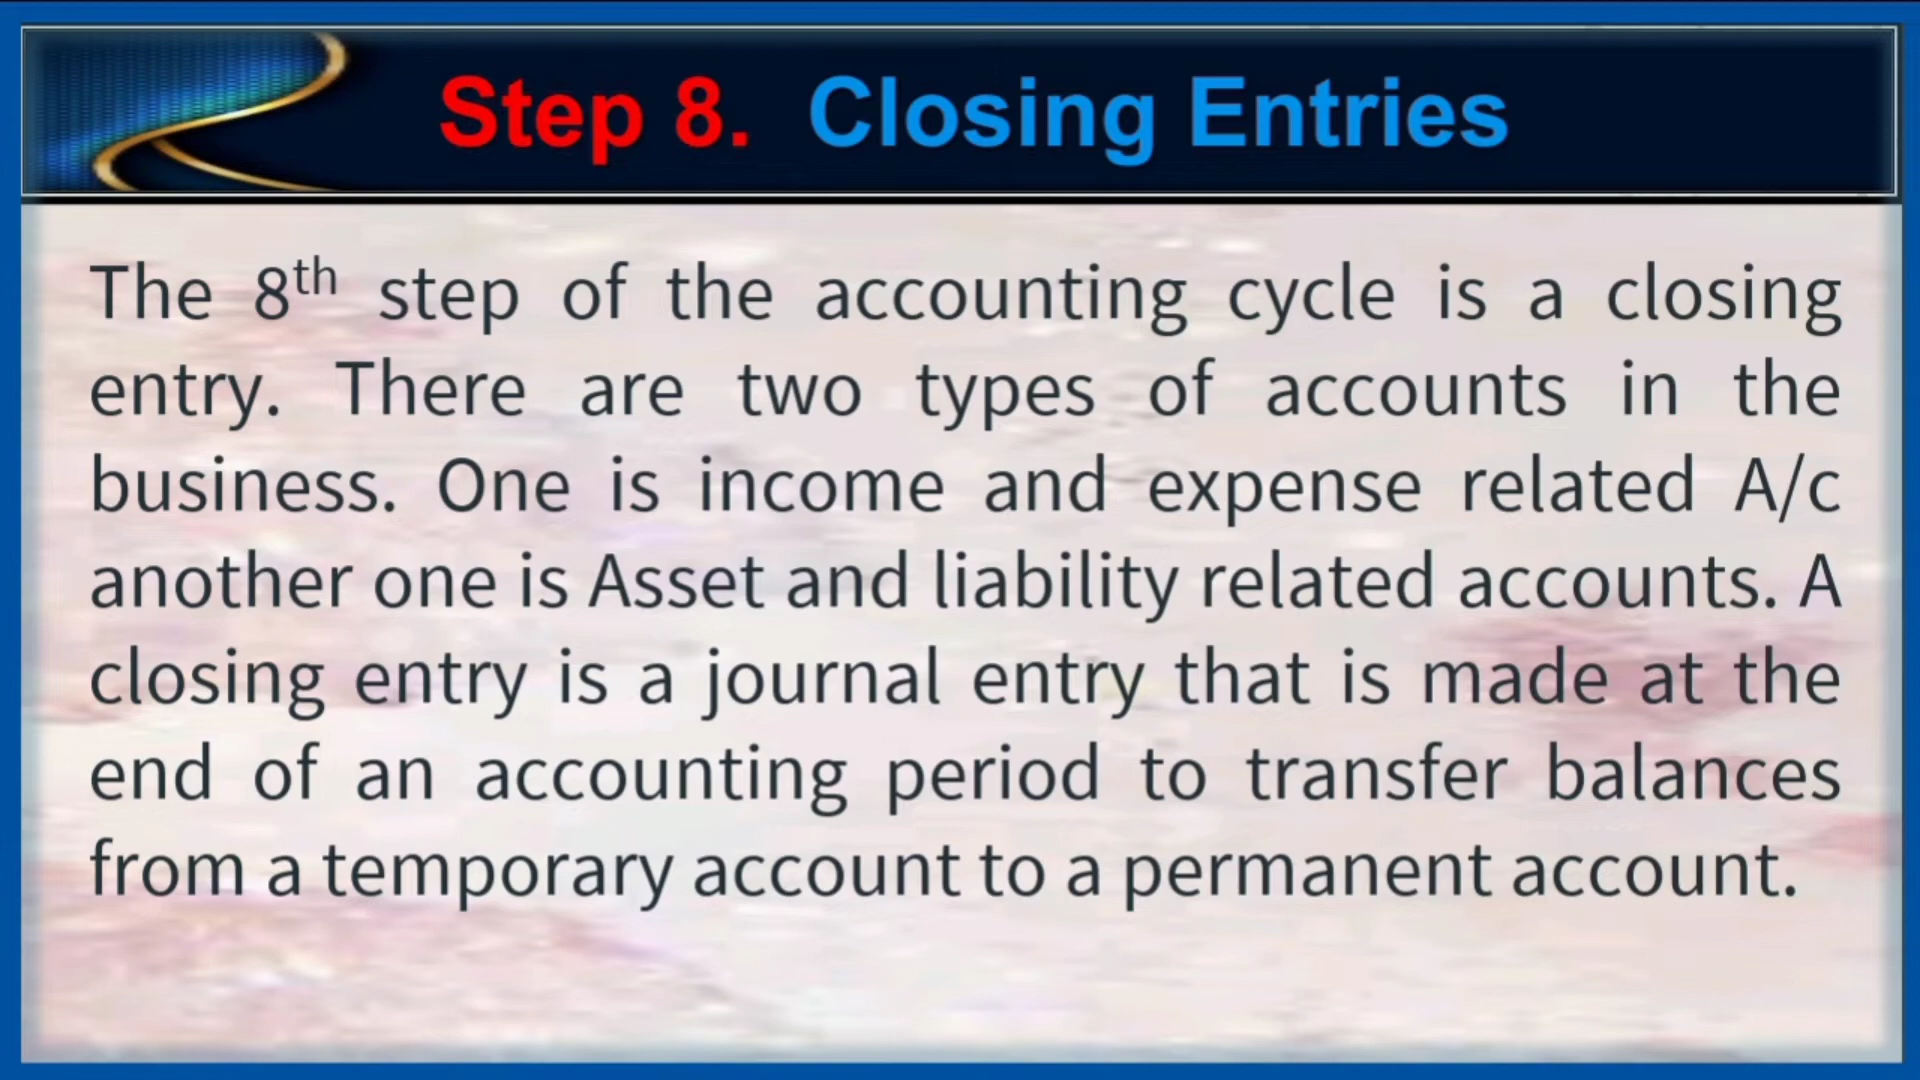 Step 8. Closing Entries
The 8th step of the accounting cycle is a closing
entry. There are two types of accounts in the
business. One is income and expense related A/c
another one is Asset and liability related accounts. A
closing entry is a journal entry that is made at the
end of an accounting period to transfer balances
from a temporary account to a permanent account.